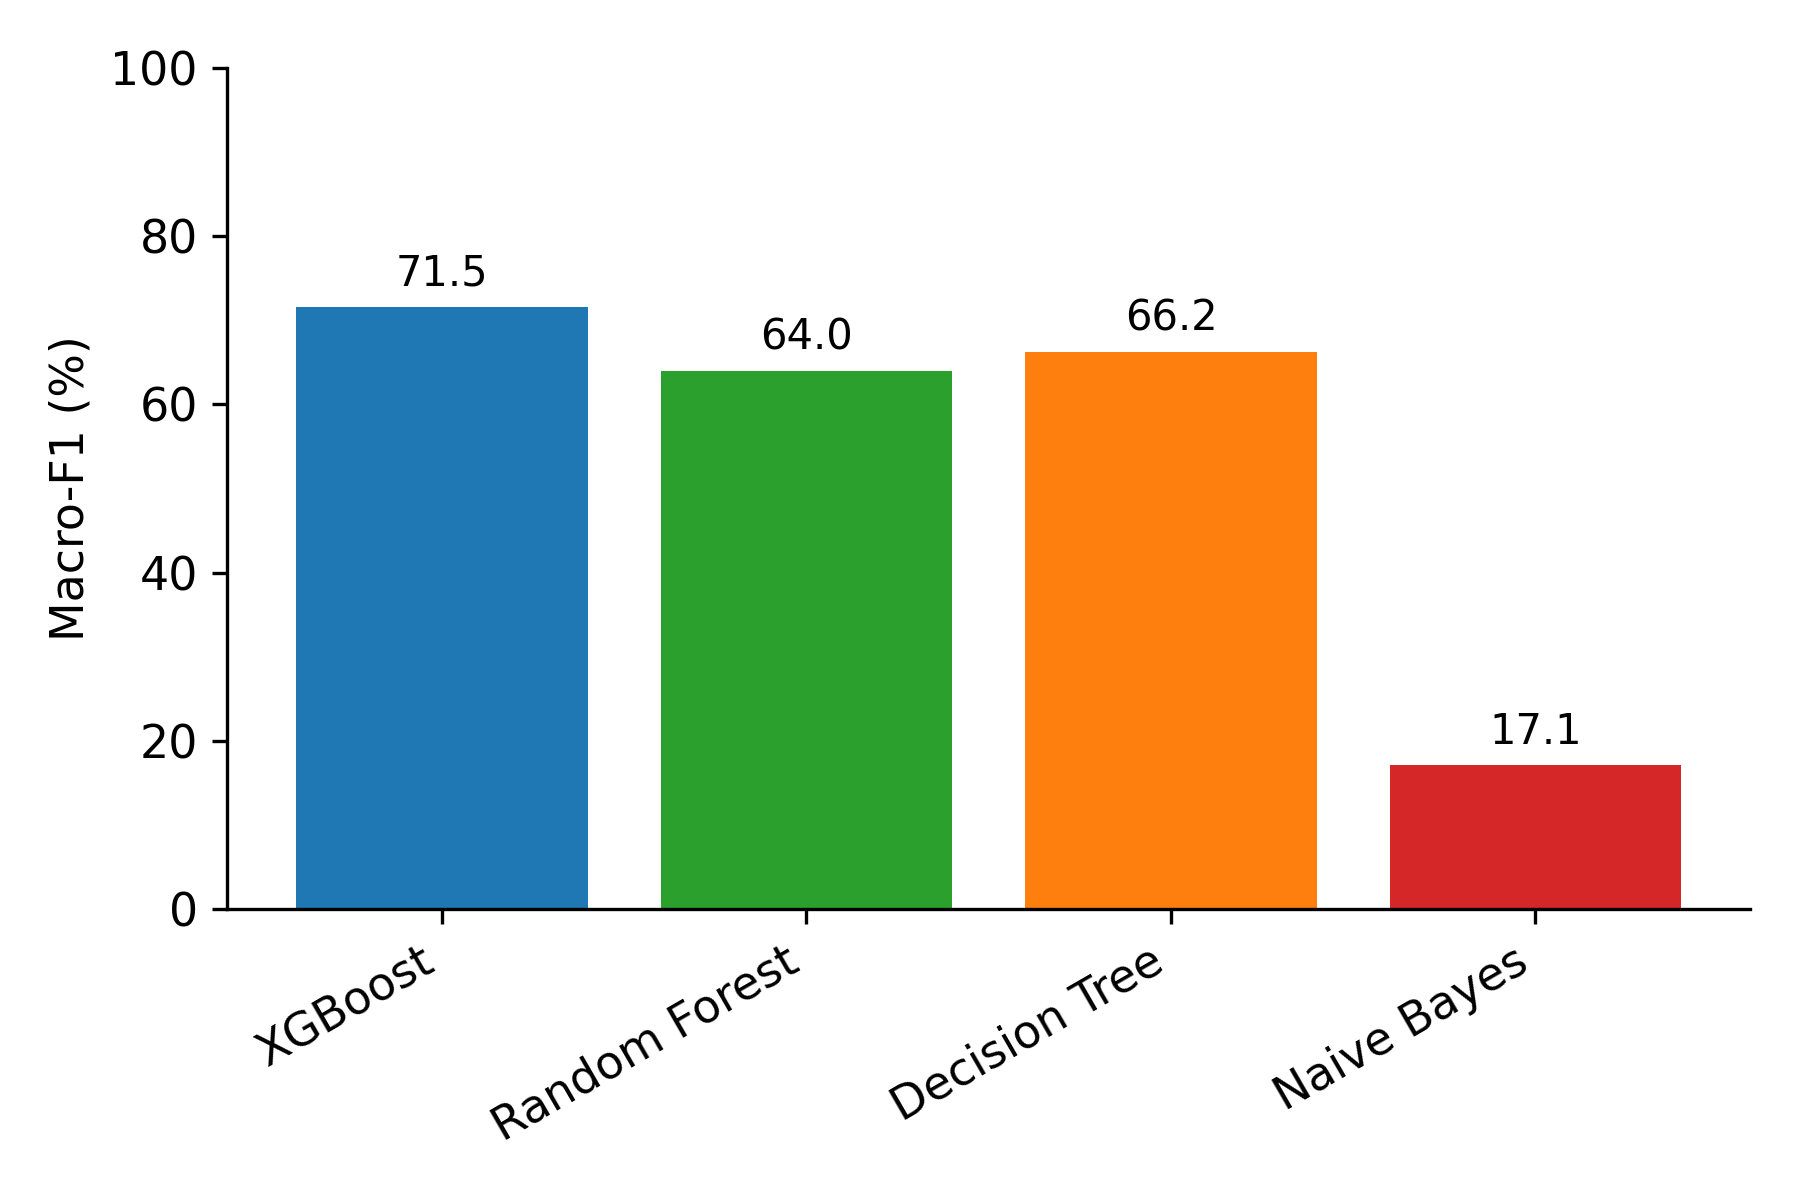 Macro-F1 (%)
100
80
60
40
20
0
71.5
64.0
66.2
17.1
XGBoost
Random Forest
Decision Tree
Naive Bayes